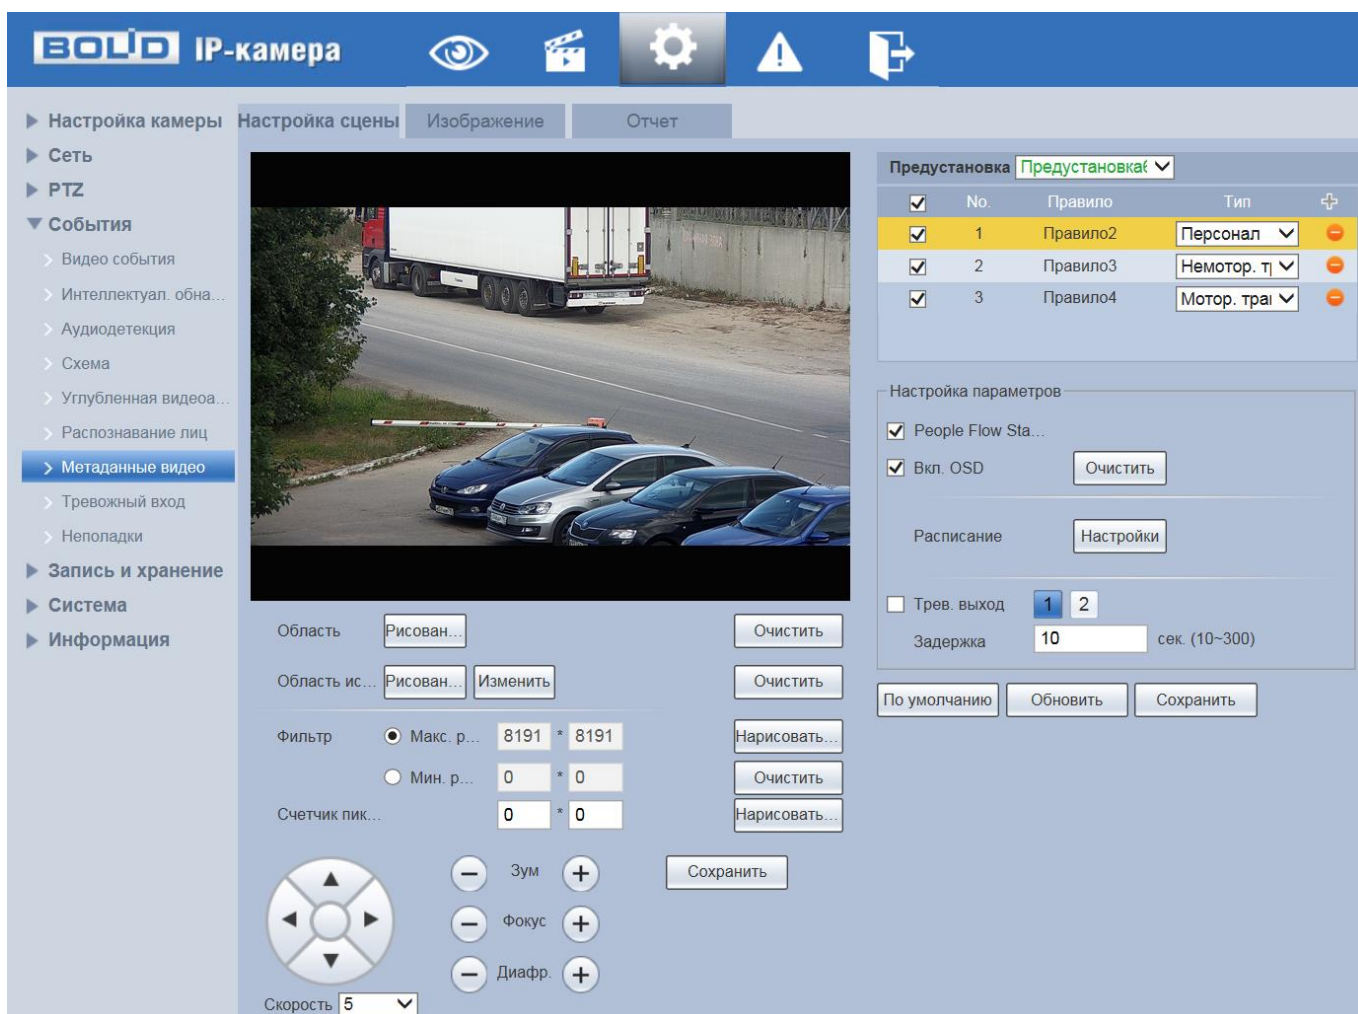 BOLID IP-камера
Настройка камеры
Сеть
PTZ
События
Видео события
Интеллектуал. обна...
Аудиодетекция
Схема
Углубленная видеоа...
Распознавание лиц
Метаданные видео
Тревожный вход
Неполадки
Запись и хранение
Система
Информация
Настройка сцены Изображение Отчет
Область Рисован... Очистить
Область ис... Рисован... Изменить Очистить
Фильтр Макс. р... 8191 * 8191 Нарисовать...
Мин. р... 0 * 0 Очистить
Счетчик пик... 0 * 0 Нарисовать...
Зум Сохранить
Фокус
Диафр.
Скорость 5
Предустановка Предустановка6
No. Правило Тип
1 Правило2 Персонал
2 Правило3 Немотор. т
3 Правило4 Мотор. тран
Настройка параметров
People Flow Sta...
Вкл. OSD Очистить
Расписание Настройки
Трев. выход 1 2
Задержка 10 сек. (10~300)
По умолчанию Обновить Сохранить